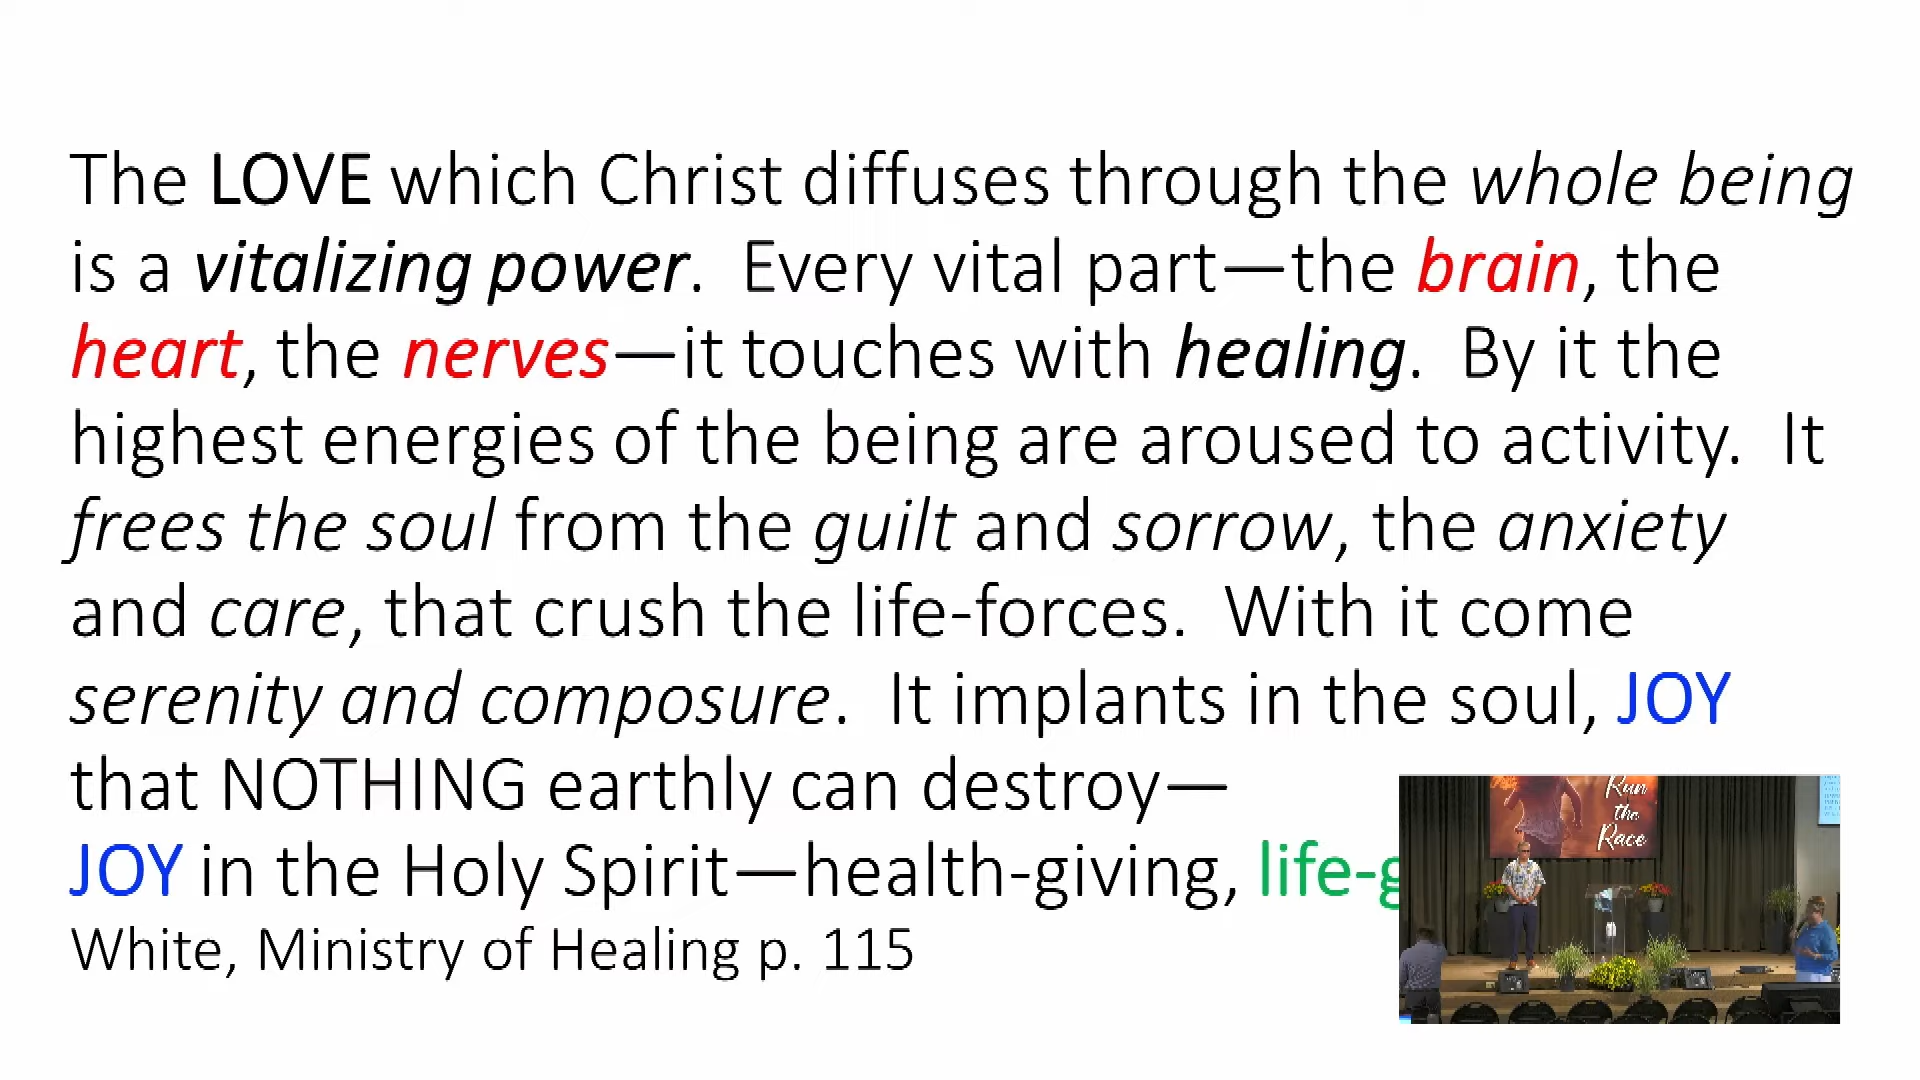 The LOVE which Christ diffuses through the whole being
is a vitalizing power. Every vital part—the brain, the
heart, the nerves—it touches with healing. By it the
highest energies of the being are aroused to activity. It
frees the soul from the guilt and sorrow, the anxiety
and care, that crush the life-forces. With it come
serenity and composure. It implants in the soul, JOY
that NOTHING earthly can destroy—
JOY in the Holy Spirit—health-giving, life-g
White, Ministry of Healing p. 115
Run
the
Race